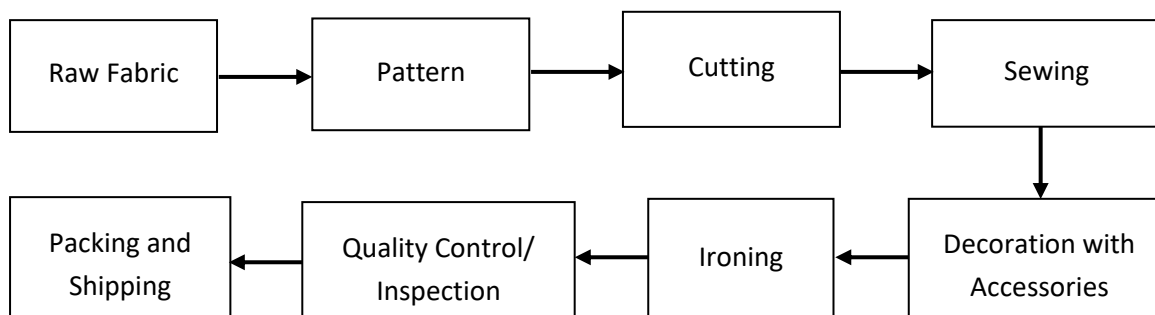 Raw Fabric
Pattern
Cutting
Sewing
Decoration with
Accessories
Ironing
Quality Control/
Inspection
Packing and
Shipping